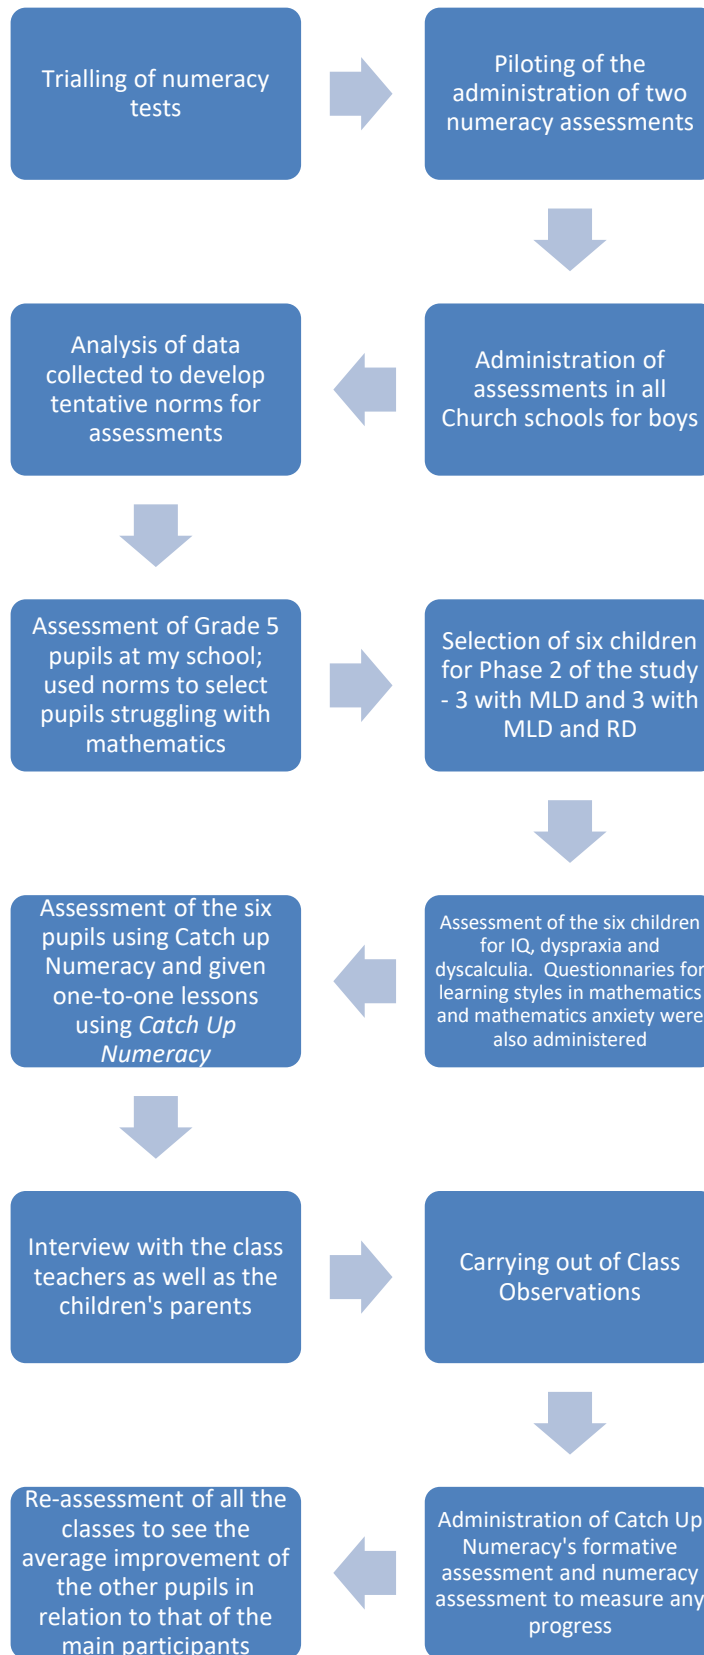 Trialling of numeracy
tests
Piloting of the
administration of two
numeracy assessments
Administration of
assessments in all
Church schools for boys
Analysis of data
collected to develop
tentative norms for
assessments
Assessment of Grade 5
pupils at my school;
used norms to select
pupils struggling with
mathematics
Selection of six children
for Phase 2 of the study
- 3 with MLD and 3 with
MLD and RD
Assessment of the six children
for IQ, dyspraxia and
dyscalculia.  Questionnaries for
learning styles in mathematics
and mathematics anxiety were
also administered
Assessment of the six
pupils using Catch up
Numeracy and given
one-to-one lessons
using Catch Up
Numeracy
Interview with the class
teachers as well as the
children's parents
Carrying out of Class
Observations
Administration of Catch Up
Numeracy's formative
assessment and numeracy
assessment to measure any
progress
Re-assessment of all the
classes to see the
average improvement of
the other pupils in
relation to that of the
main participants